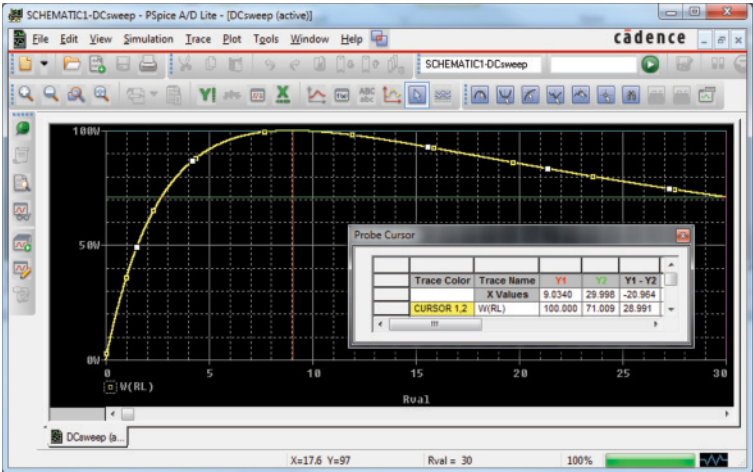 SCHEMATIC1-DCsweep - PSpice A/D Lite - [DCsweep (active)]
File Edit View Simulation Trace Plot Tools Window Help
cādence
SCHEMATIC1-DCsweep
100W
50W
0W
0 5 10 15 20 25 30
W(RL)
Rval
Probe Cursor
Trace Color Trace Name Y1 Y2 Y1 - Y2
X Values 9.0340 29.998 -20.964
CURSOR 1,2 W(RL) 100.000 71.009 28.991
DCsweep (a...
X=17.6 Y=97 Rval = 30 100%